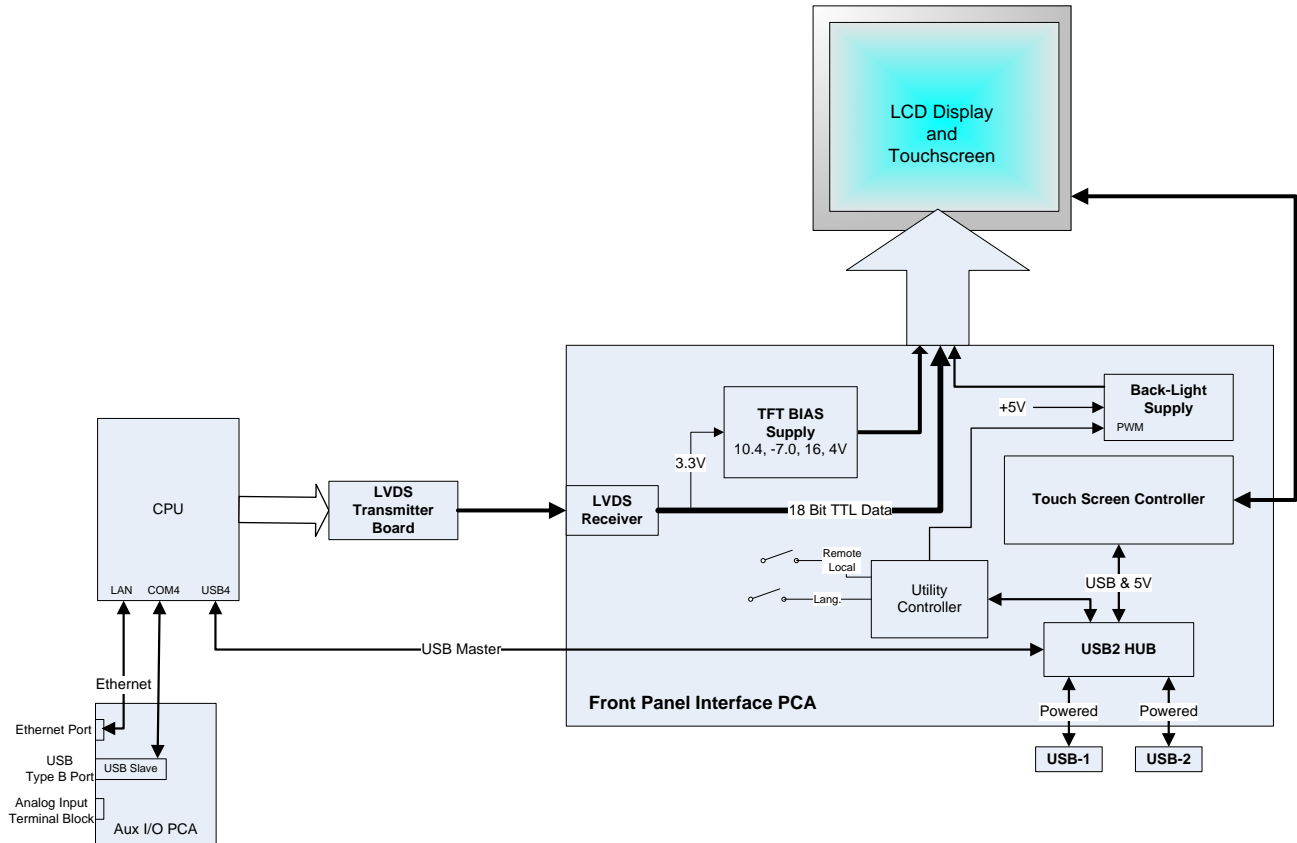 LCD Display
and
Touchscreen
Back-Light
Supply
+5V
PWM
TFT BIAS
Supply
10.4, -7.0, 16, 4V
3.3V
CPU
LAN
COM4
USB4
LVDS
Transmitter
Board
LVDS
Receiver
18 Bit TTL Data
Touch Screen Controller
Remote
Local
Lang.
Utility
Controller
USB & 5V
USB2 HUB
USB Master
Front Panel Interface PCA
Powered
Powered
USB-1
USB-2
Ethernet
Ethernet Port
USB
Type B Port
USB Slave
Analog Input
Terminal Block
Aux I/O PCA